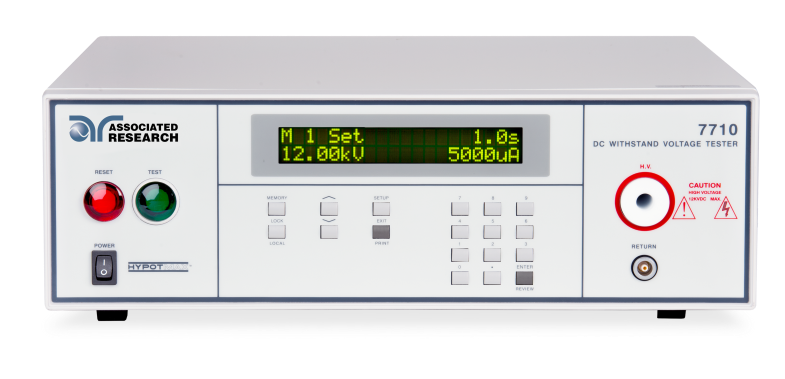 ASSOCIATED
RESEARCH
M 1 Set 1.0s
12.00kV 5000uA
7710
DC WITHSTAND VOLTAGE TESTER
RESET TEST
H.V.
CAUTION
HIGH VOLTAGE
12KVDC MAX
MEMORY SETUP
7 8 9
LOCK EXIT
4 5 6
LOCAL PRINT
1 2 3
RETURN
POWER
0 • ENTER
REVIEW
HYPOT